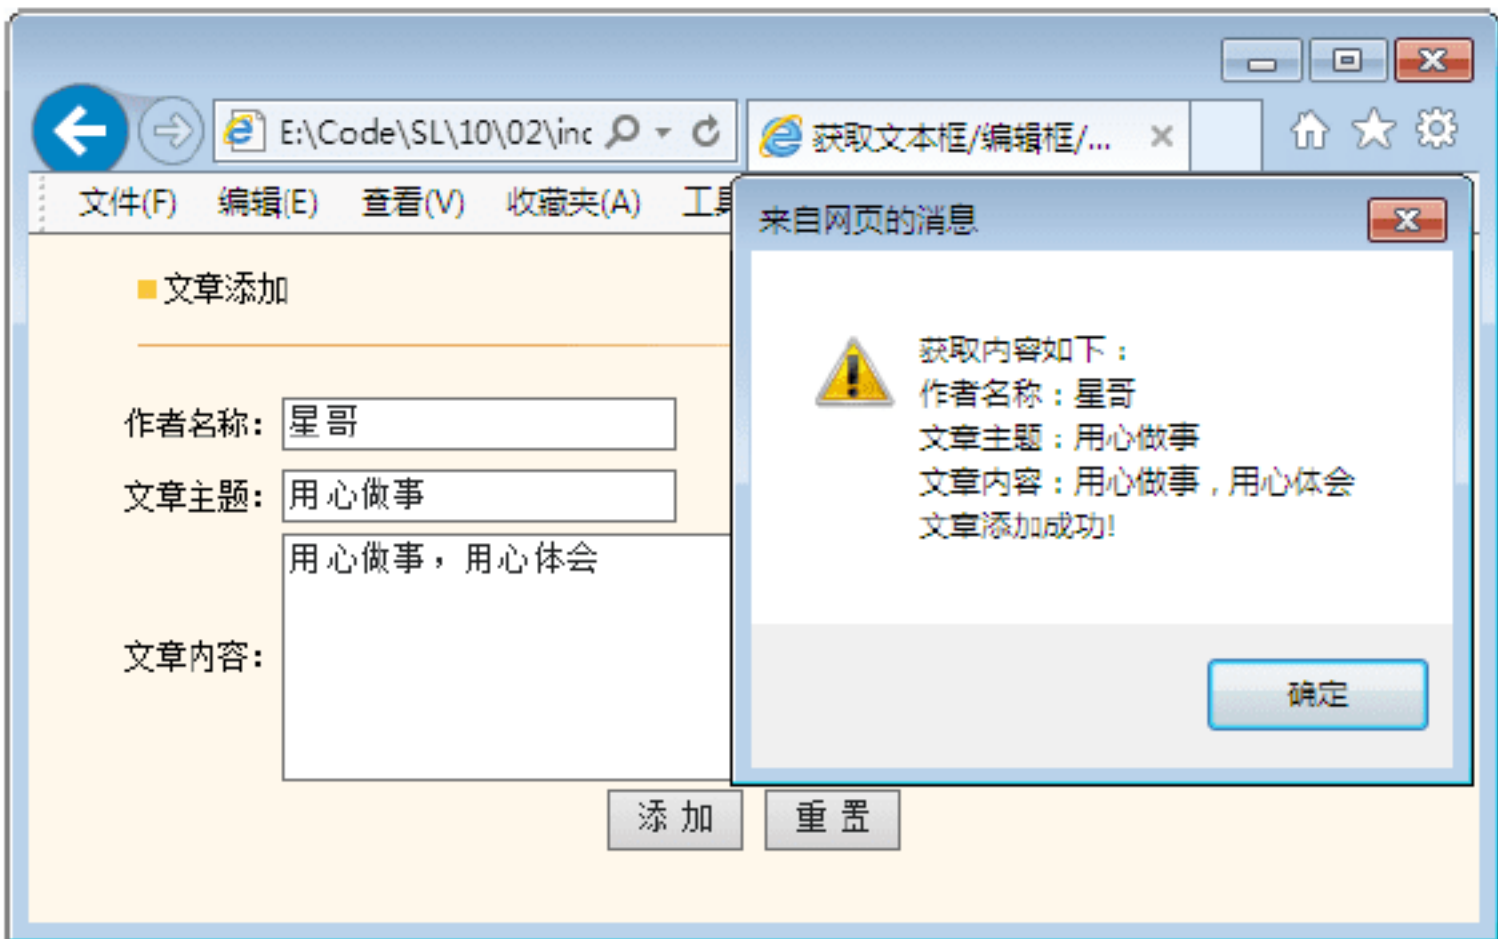 E:\Code\SL\10\02\inc
获取文本框/编辑框/...
文件(F) 编辑(E) 查看(V) 收藏夹(A) 工具
来自网页的消息
文章添加
获取内容如下：
作者名称：星哥
文章主题：用心做事
文章内容：用心做事，用心体会
文章添加成功!
确定
作者名称：星哥
文章主题：用心做事
文章内容：用心做事，用心体会
添 加 重 置